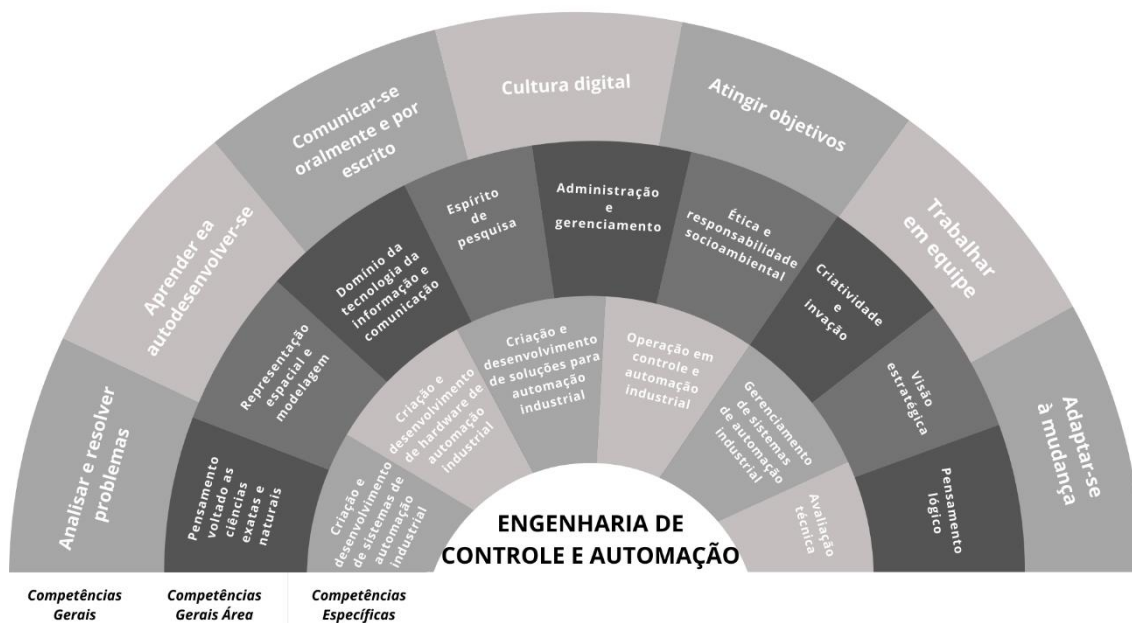 Analisar e resolver
problemas
Aprender ea
autodesenvolver-se
Comunicar-se
oralmente e por
escrito
Cultura digital
Atingir objetivos
Trabalhar
em equipe
Adaptar-se
à mudança
Pensamento
voltado as
ciências
exatas e
naturais
Representação
espacial e
modelagem
Domínio da
tecnologia da
informação e
comunicação
Espírito
de
pesquisa
Administração
e
gerenciamento
Ética e
responsabilidade
socioambiental
Criatividade
e
invação
Visão
estratégica
Pensamento
lógico
Criação e
desenvolvimento
de sistemas de
automação
industrial
Criação e
desenvolvimento
de hardware de
automação
industrial
Criação e
desenvolvimento
de soluções para
automação
industrial
Operação em
controle e
automação
industrial
Gerenciamento
de sistemas
de automação
industrial
Avaliação
técnica
ENGENHARIA DE
CONTROLE E AUTOMAÇÃO
Competências
Gerais
Competências
Gerais Área
Competências
Específicas